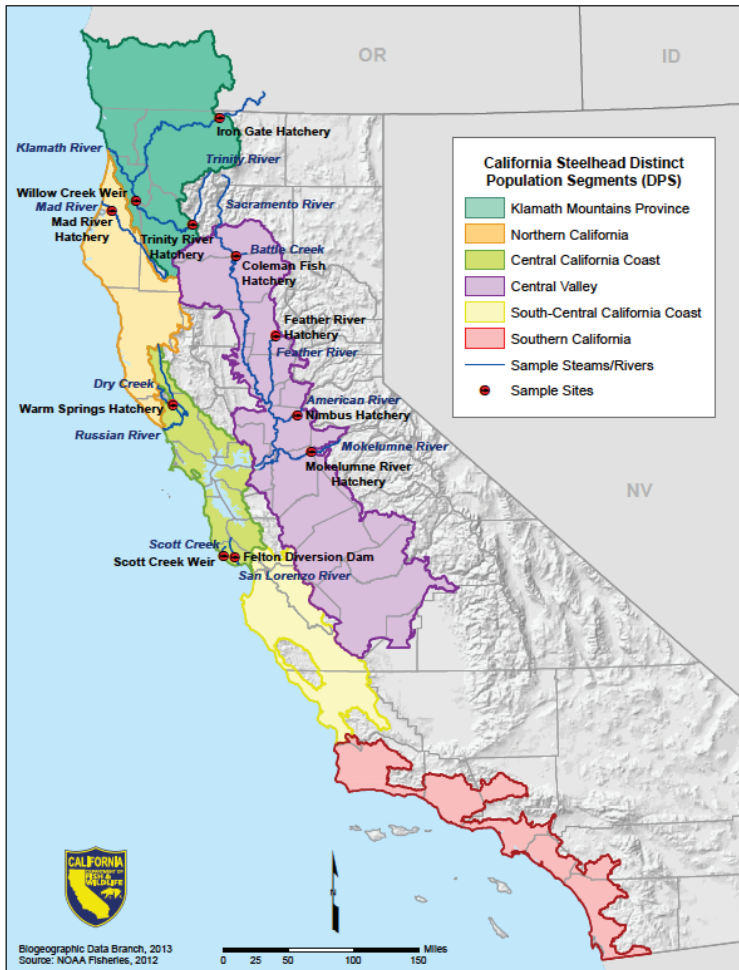 OR
ID
Iron Gate Hatchery
Klamath River
Trinity River
Willow Creek Weir
Mad River
Sacramento River
Mad River
Hatchery
Trinity River
Hatchery
Battle Creek
Coleman Fish
Hatchery
Feather River
Hatchery
Feather River
Dry Creek
American River
Warm Springs Hatchery
Nimbus Hatchery
Russian River
Mokelumne River
Mokelumne River
Hatchery
NV
Scott Creek
Scott Creek Weir
Felton Diversion Dam
San Lorenzo River
California Steelhead Distinct
Population Segments (DPS)
Klamath Mountains Province
Northern California
Central California Coast
Central Valley
South-Central California Coast
Southern California
Sample Steams/Rivers
Sample Sites
CALIFORNIA
DEPARTMENT OF
FISH &
WILDLIFE
Biogeographic Data Branch, 2013
Source: NOAA Fisheries, 2012
Miles
0 25 50 100 150